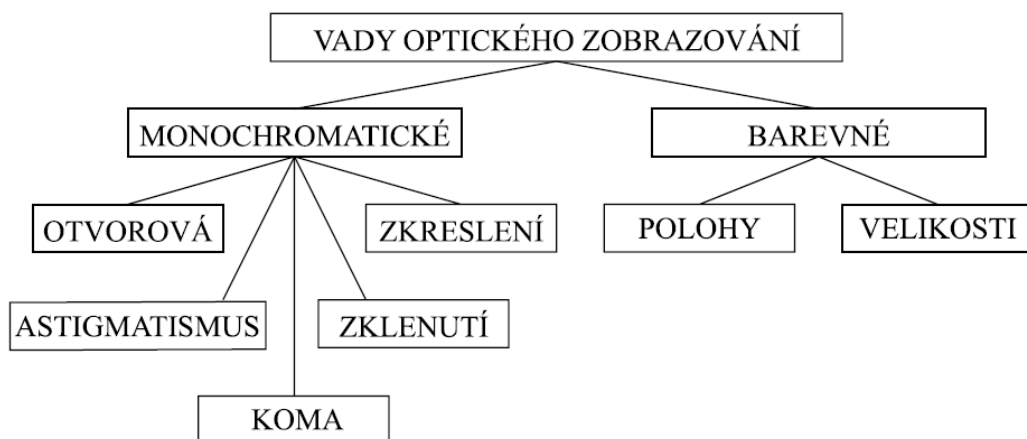 VADY OPTICKÉHO ZOBRAZOVÁNÍ
MONOCHROMATICKÉ
BAREVNÉ
OTVOROVÁ
ZKRESLENÍ
POLOHY
VELIKOSTI
ASTIGMATISMUS
ZKLENUTÍ
KOMA